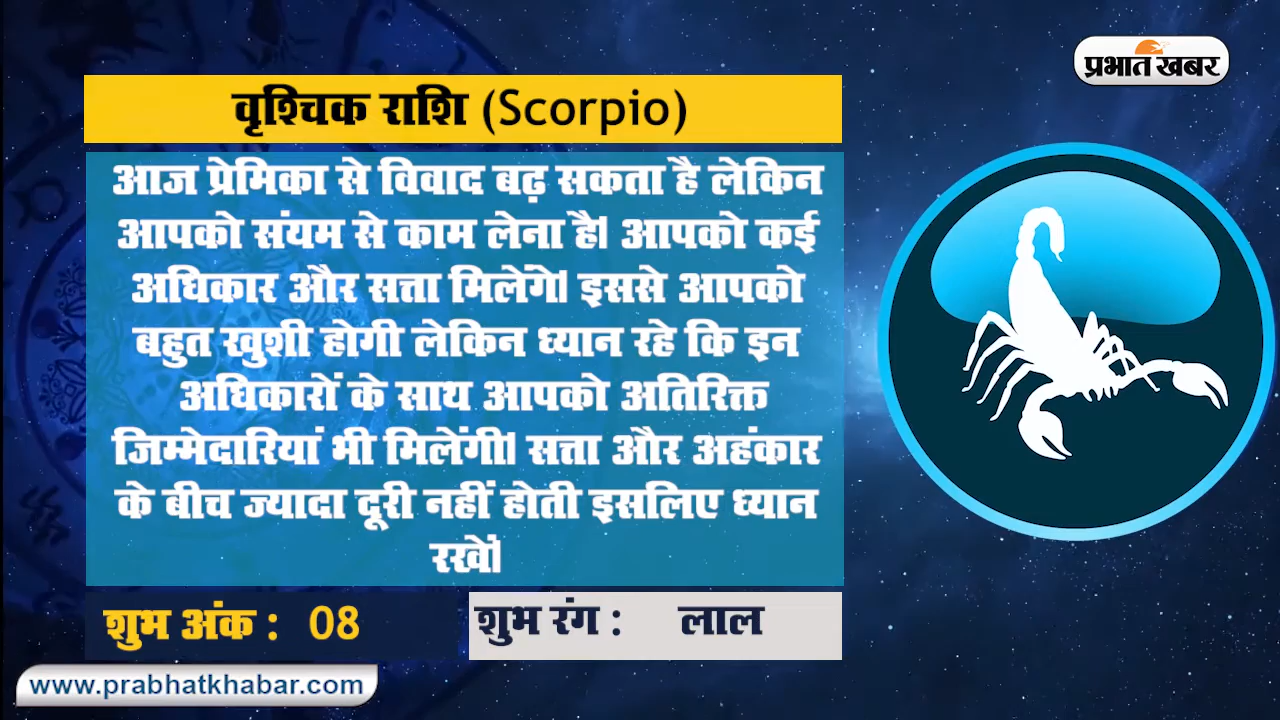 प्रभात खबर
वृश्चिक राशि (Scorpio)
आज प्रेमिका से विवाद बढ़ सकता है लेकिन
आपको संयम से काम लेना है। आपको कई
अधिकार और सत्ता मिलेंगे। इससे आपको
बहुत खुशी होगी लेकिन ध्यान रहे कि इन
अधिकारों के साथ आपको अतिरिक्त
जिम्मेदारियां भी मिलेंगी। सत्ता और अहंकार
के बीच ज्यादा दूरी नहीं होती इसलिए ध्यान
रखें।
शुभ अंक : 08
शुभ रंग : लाल
www.prabhatkhabar.com